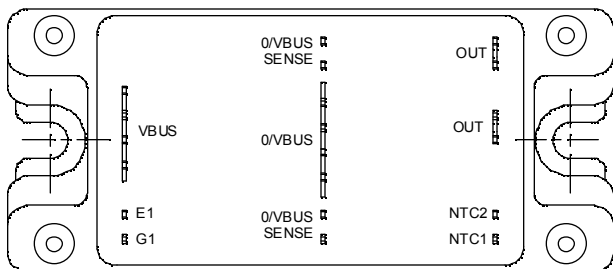 0/VBUS
SENSE
OUT
VBUS
0/VBUS
OUT
E1
G1
0/VBUS
SENSE
NTC2
NTC1